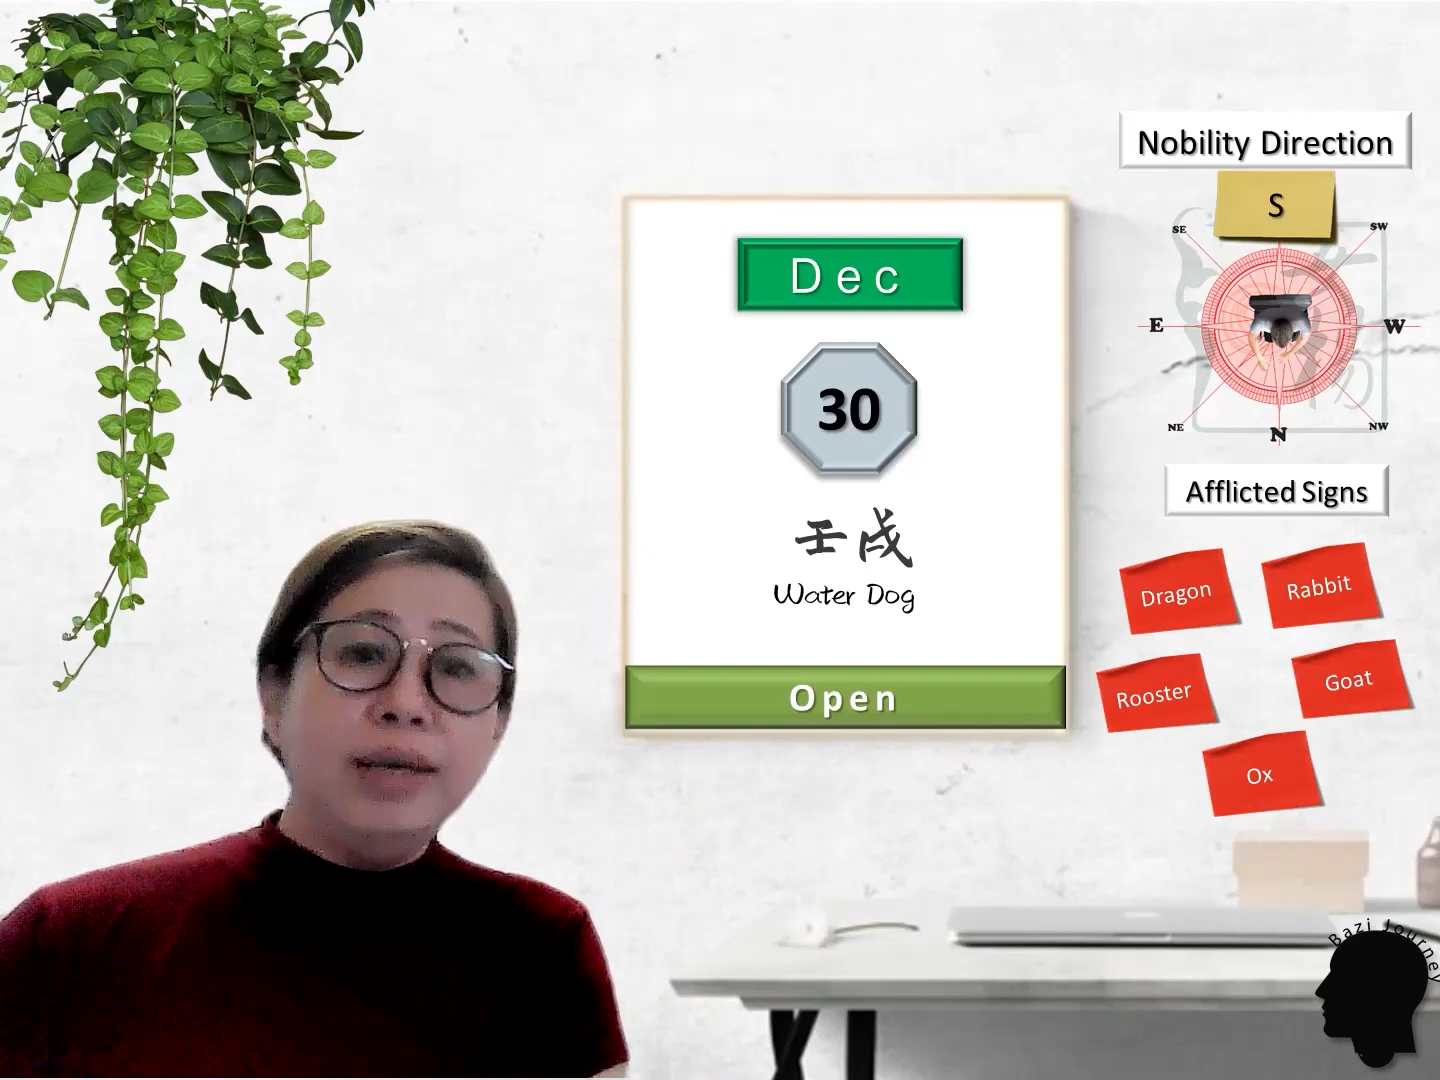 Nobility Direction
S
SE
SW
E
W
NE
N
NW
Dec
30
壬戌
Water Dog
Open
Afflicted Signs
Dragon
Rabbit
Rooster
Goat
Ox
Bazi Journey